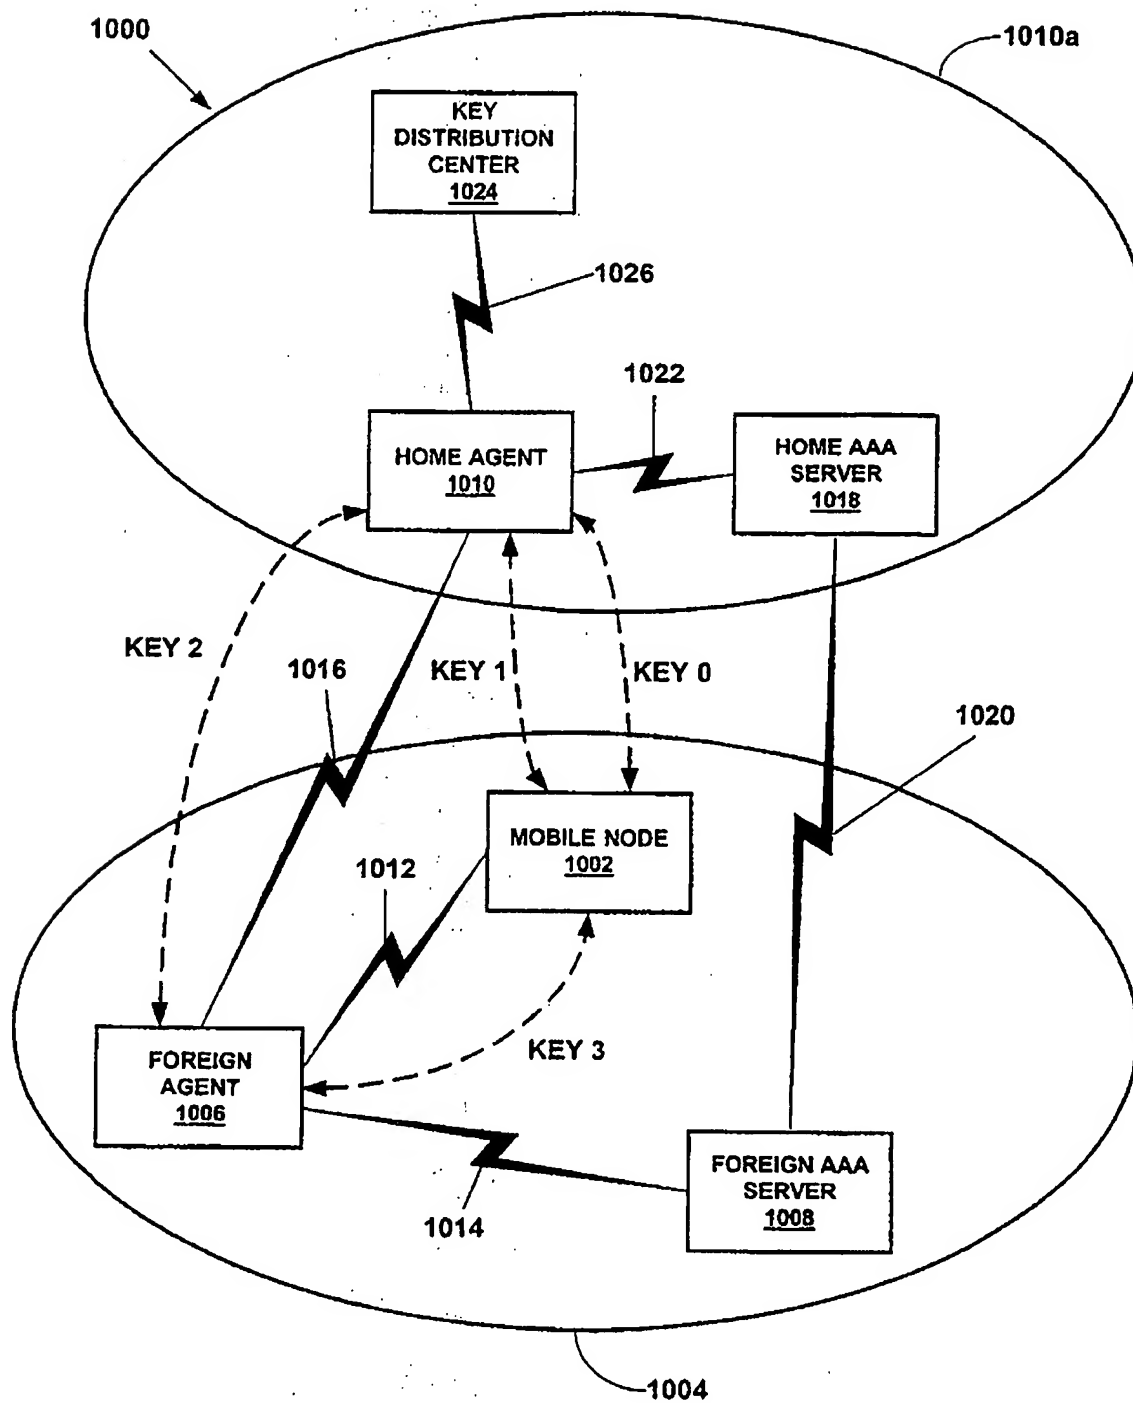 1000
1010a
KEY
DISTRIBUTION
CENTER
1024
1026
1022
HOME AGENT
1010
HOME AAA
SERVER
1018
KEY 2
1016
KEY 1
KEY 0
1020
MOBILE NODE
1002
1012
KEY 3
FOREIGN
AGENT
1006
FOREIGN AAA
SERVER
1008
1014
1004